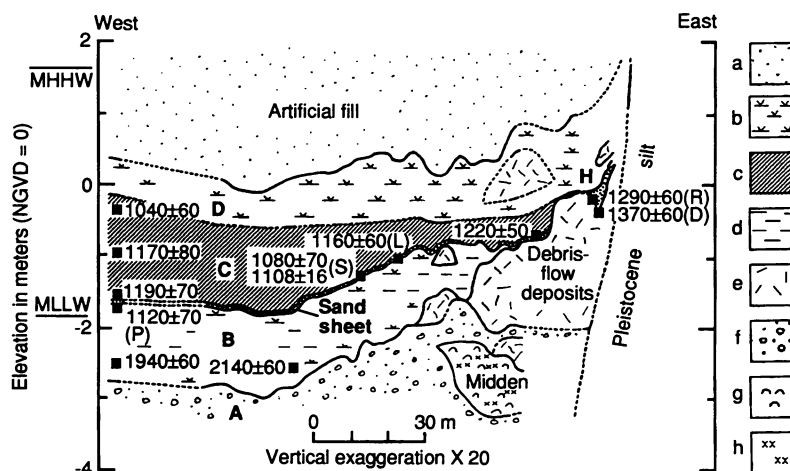 West
East
2
MHHW
Artificial fill
a
b
silt
H
0
1290±60(R)
1370±60(D)
D
1040±60
c
1220±50
1160±60(L)
1170±80
C
1080±70
1108±16
(S)
d
Debris-
flow
deposits
1190±70
MLLW
Sand
sheet
1120±70
(P)
-2
B
e
Pleistocene
1940±60
2140±60
f
Midden
A
g
0 30 m
Vertical exaggeration X 20
-4
h
Elevation in meters (NGVD = 0)